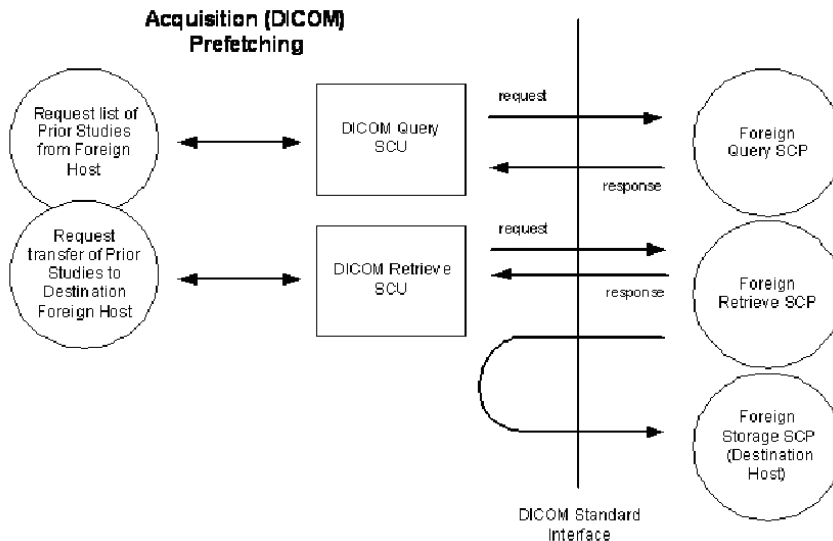 Acquisition (DICOM)
Prefetching
Request list of
Prior Studies
from Foreign
Host
DICOM Query
SCU
request
response
Foreign
Query SCP
Request
transfer of Prior
Studies to
Destination
Foreign Host
DICOM Retrieve
SCU
request
response
Foreign
Retrieve SCP
Foreign
Storage SCP
(Destination
Host)
DICOM Standard
Interface